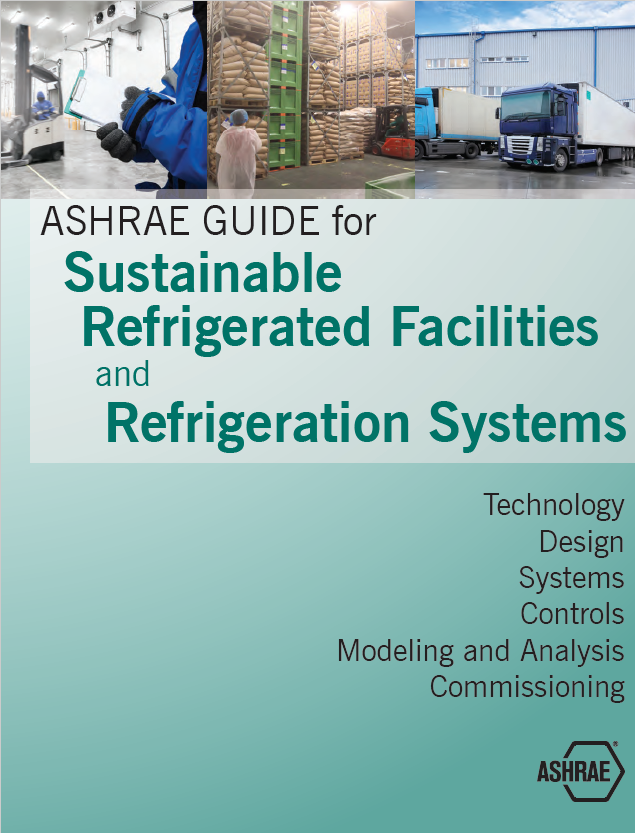 ASHRAE GUIDE for
Sustainable
Refrigerated Facilities
and
Refrigeration Systems
Technology
Design
Systems
Controls
Modeling and Analysis
Commissioning
ASHRAE®